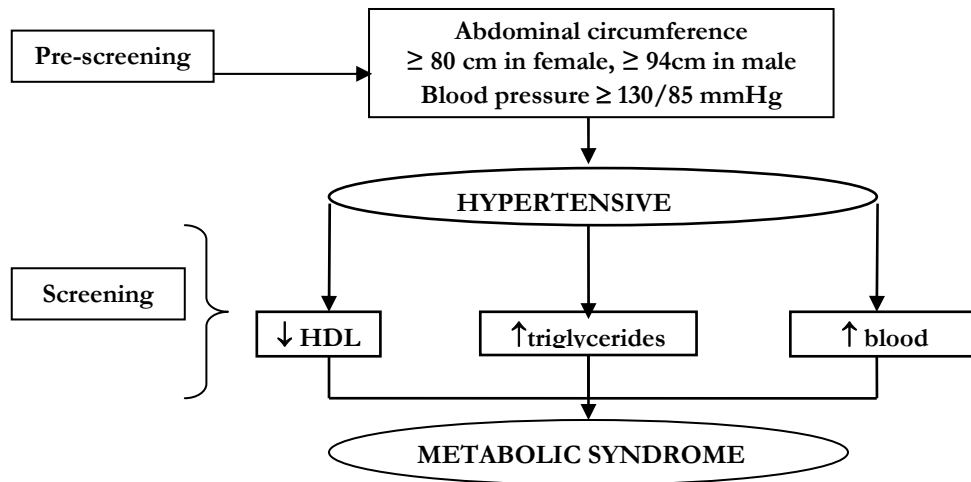 Pre-screening
Abdominal circumference
≥ 80 cm in female, ≥ 94cm in male
Blood pressure ≥ 130/85 mmHg
HYPERTENSIVE
Screening
↓ HDL
↑triglycerides
↑ blood
METABOLIC SYNDROME